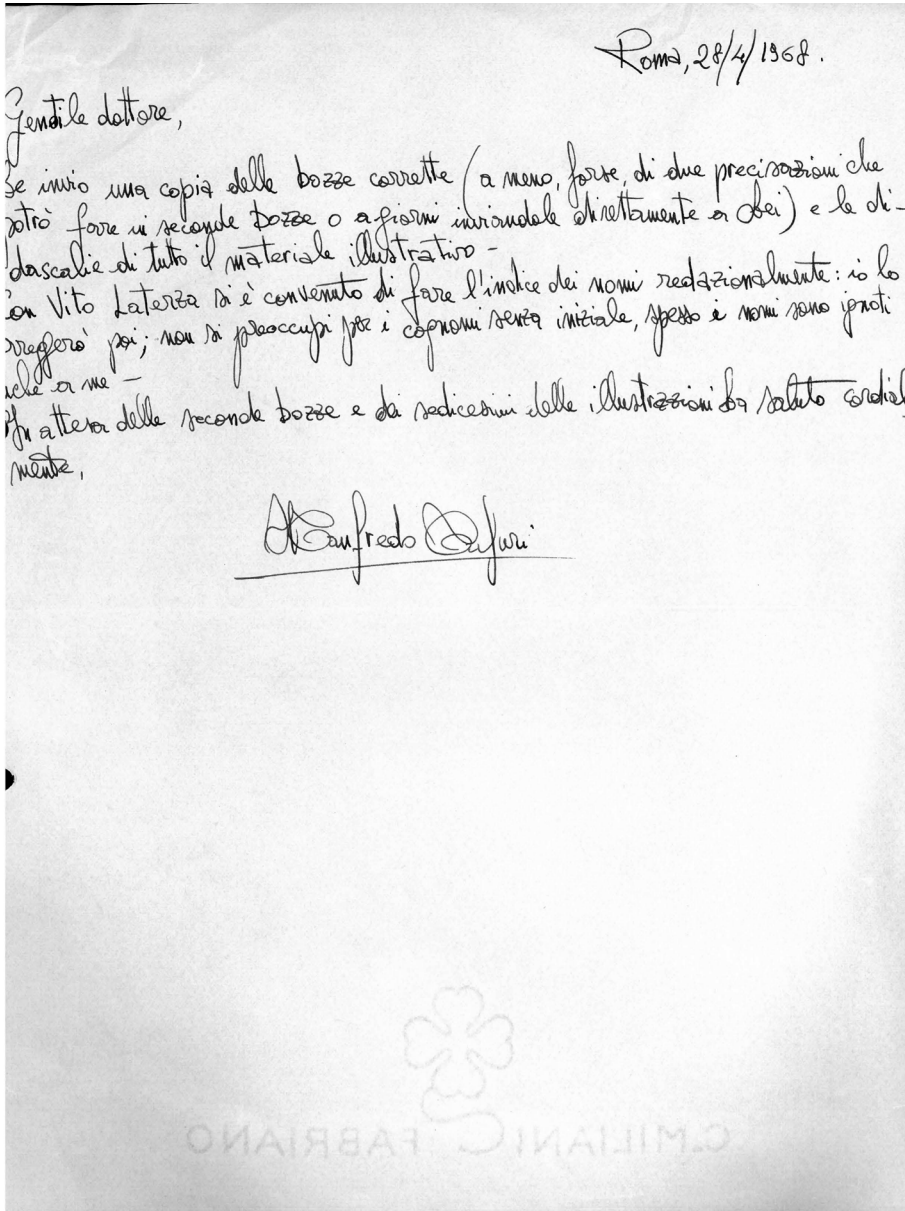 Roma, 28/4/1968.
Gentile dottore,
Le invio una copia delle bozze corrette (a meno, forse, di due precisazioni che
potrò fare in seconde bozze o a giorni inviandole direttamente a) e le di-
dascalie di tutto il materiale illustrativo -
Con Vito Laterza si è convenuto di fare l'indice dei nomi redazionalmente: io lo
correggerò poi; non si preoccupi per i cognomi senza iniziale, spesso i nomi sono ignoti
anche a me -
In attesa delle seconde bozze e dei sedicesimi delle illustrazioni La saluto cordial
mente,
Manfredo Tafuri
C.MILIANI FABRIANO